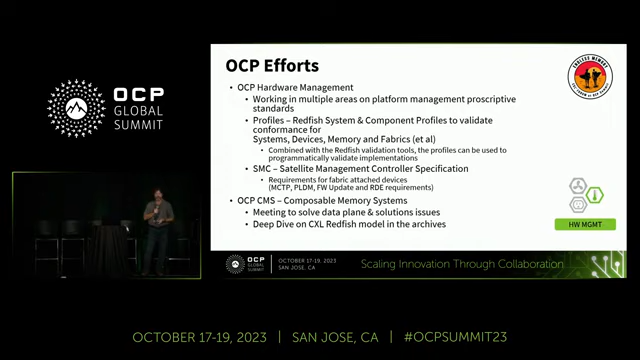 OCP
GLOBAL
SUMMIT
OCP Efforts
ENDLESS MEMORY
• OCP Hardware Management
• Working in multiple areas on platform management proscriptive
standards
• Profiles – Redfish System & Component Profiles to validate
conformance for
Systems, Devices, Memory and Fabrics (et al)
• Combined with the Redfish validation tools, the profiles can be used to
programmatically validate implementations
• SMC – Satellite Management Controller Specification
• Requirements for fabric attached devices
(MCTP, PLDM, FW Update and RDE requirements)
• OCP CMS – Composable Memory Systems
• Meeting to solve data plane & solutions issues
• Deep Dive on CXL Redfish model in the archives
HW MGMT
OCP
GLOBAL
SUMMIT
OCTOBER 17-19, 2023
SAN JOSE, CA
Scaling Innovation Through Collaboration
OCTOBER 17-19, 2023 | SAN JOSE, CA | #OCPSUMMIT23